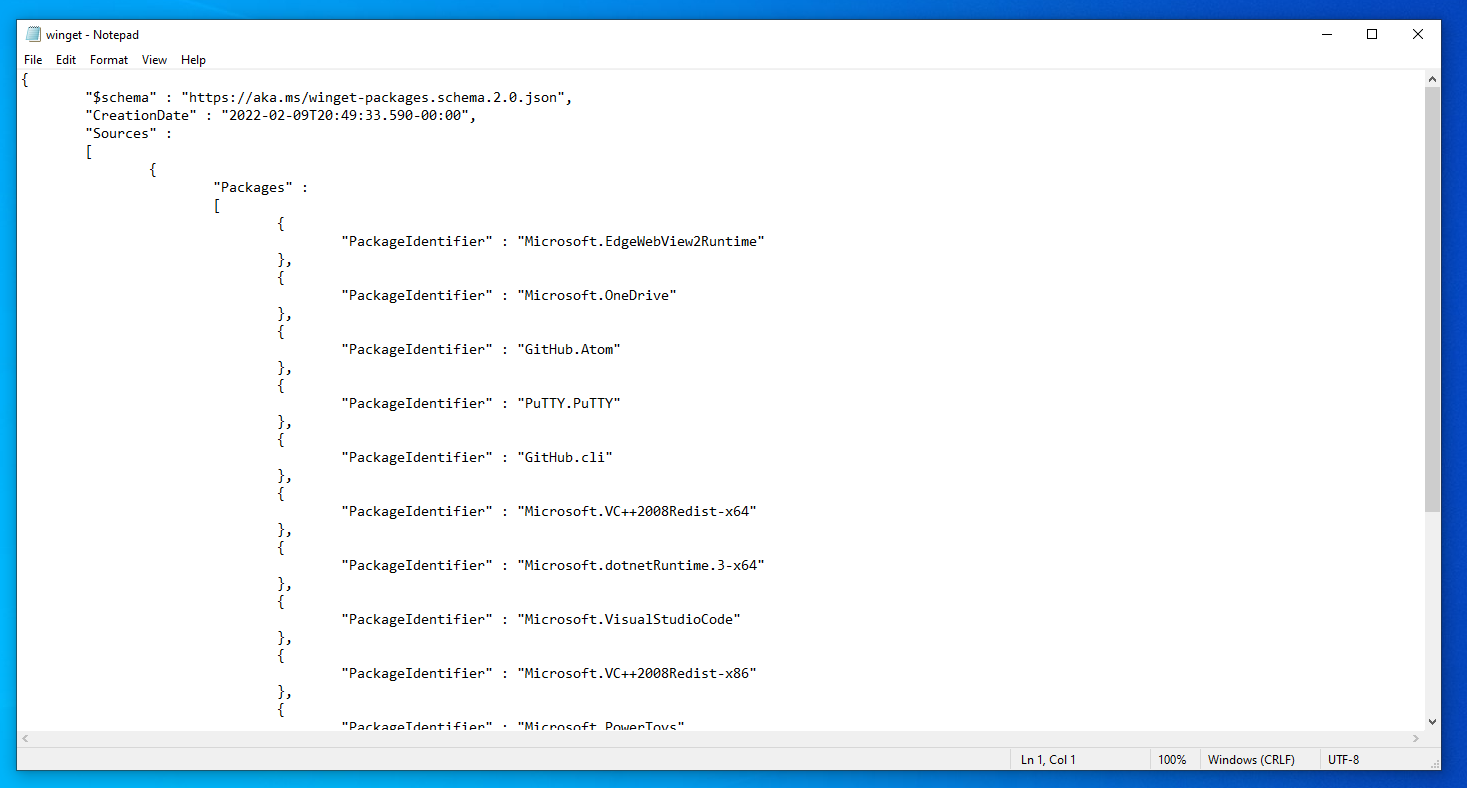 winget - Notepad
File Edit Format View Help
{
"$schema" : "https://aka.ms/winget-packages.schema.2.0.json",
"CreationDate" : "2022-02-09T20:49:33.590-00:00",
"Sources" :
[
{
"Packages" :
[
{
"PackageIdentifier" : "Microsoft.EdgeWebView2Runtime"
},
{
"PackageIdentifier" : "Microsoft.OneDrive"
},
{
"PackageIdentifier" : "GitHub.Atom"
},
{
"PackageIdentifier" : "PuTTY.PuTTY"
},
{
"PackageIdentifier" : "GitHub.cli"
},
{
"PackageIdentifier" : "Microsoft.VC++2008Redist-x64"
},
{
"PackageIdentifier" : "Microsoft.dotnetRuntime.3-x64"
},
{
"PackageIdentifier" : "Microsoft.VisualStudioCode"
},
{
"PackageIdentifier" : "Microsoft.VC++2008Redist-x86"
},
{
"PackageIdentifier" : "Microsoft.PowerToys"
Ln 1, Col 1 100% Windows (CRLF) UTF-8